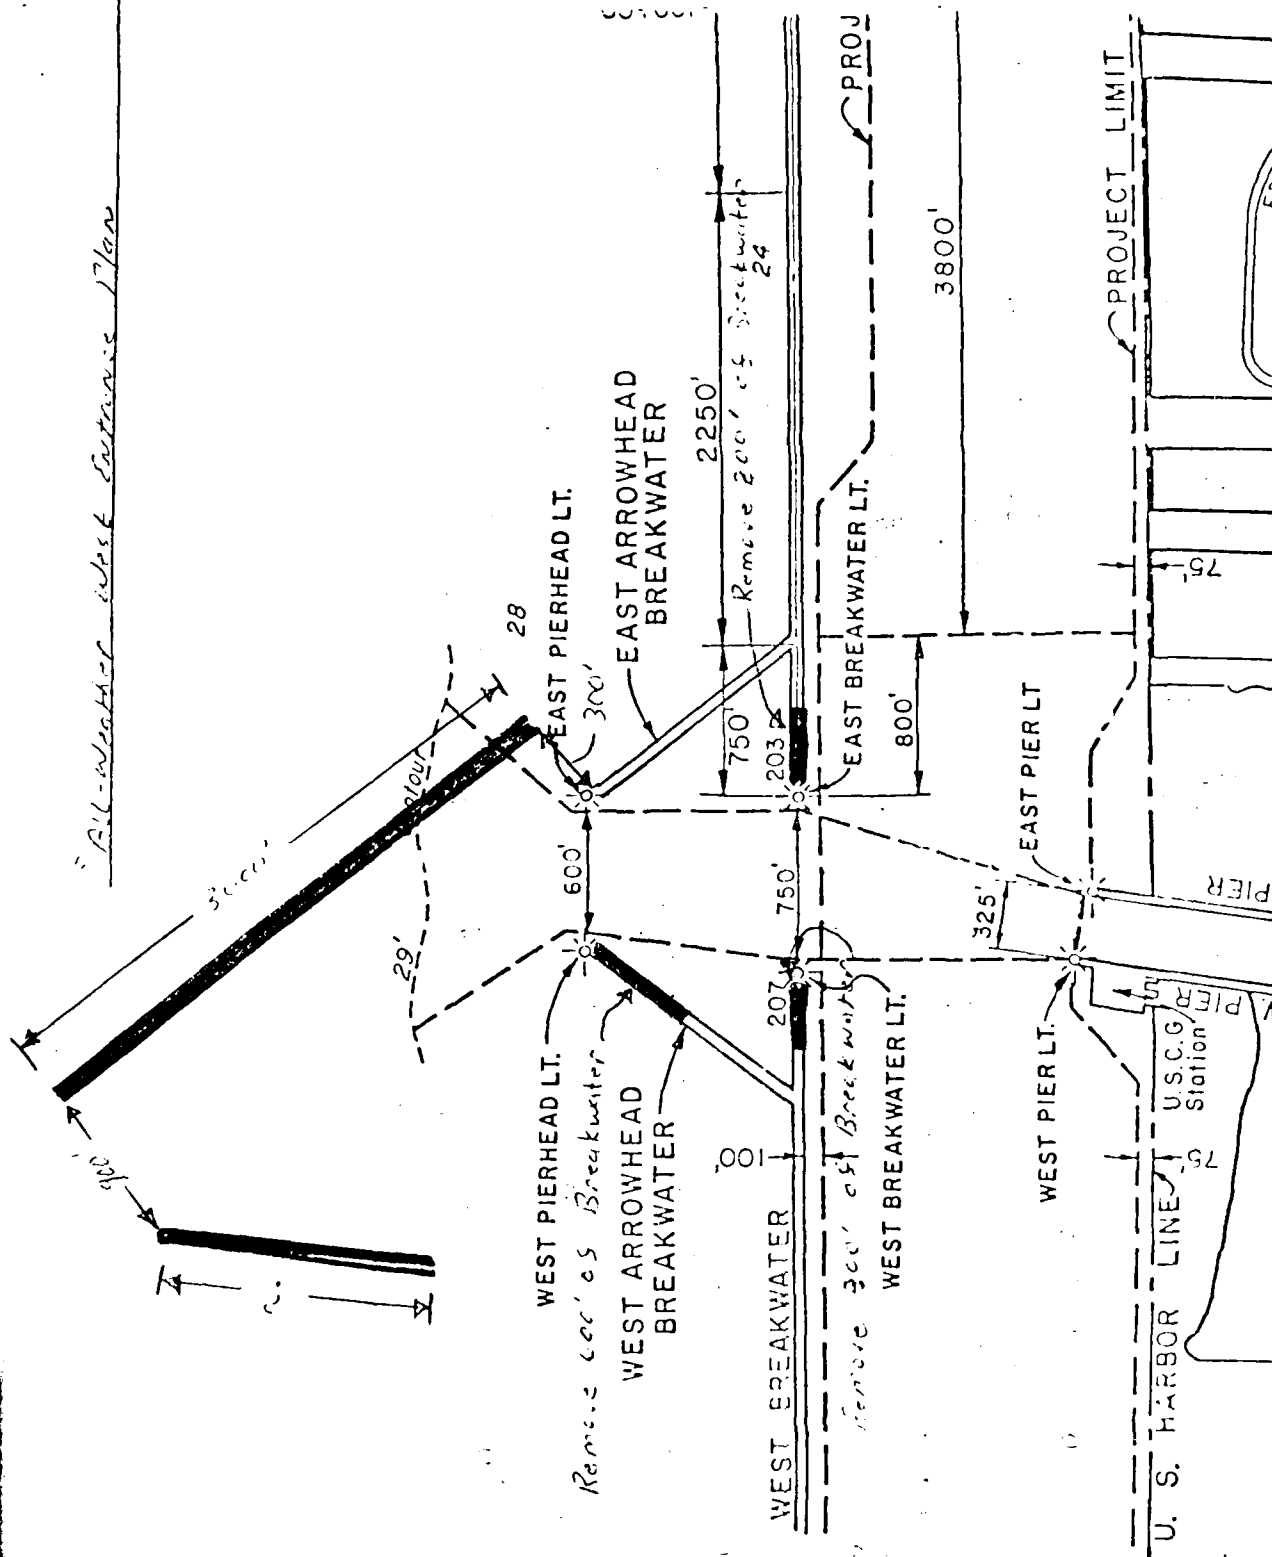 "All-Weather West Entrance Plan
3000'
29'
28
EAST PIERHEAD LT.
300'
EAST ARROWHEAD
BREAKWATER
2250'
Remove 200' of Breakwater
24
750'
203
EAST BREAKWATER LT.
800'
3800'
PROJ
PROJECT LIMIT
75'
600'
750'
EAST PIER LT
325'
PIER
WEST PIERHEAD LT.
Remove of Breakwater
WEST ARROWHEAD
BREAKWATER
207
WEST BREAKWATER LT.
Remove 300' of Breakwater
100'
WEST BREAKWATER
WEST PIER LT.
PIER
U.S.C.G
Station
75'
U. S. HARBOR LINE